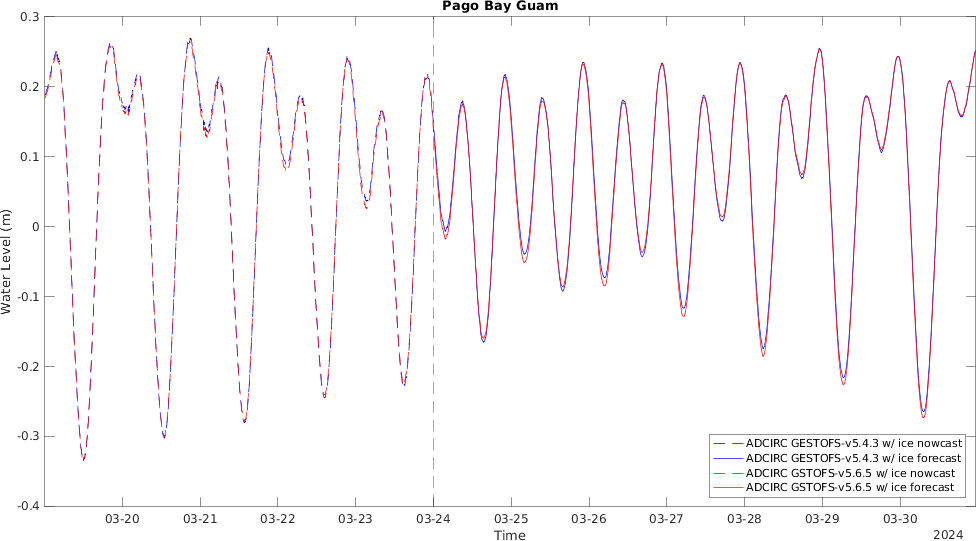 Pago Bay Guam
0.3
0.2
0.1
0
-0.1
-0.2
-0.3
-0.4
Water Level (m)
03-20 03-21 03-22 03-23 03-24 03-25 03-26 03-27 03-28 03-29 03-30
Time
2024
ADCIRC GESTOFS-v5.4.3 w/ ice nowcast
ADCIRC GESTOFS-v5.4.3 w/ ice forecast
ADCIRC GSTOFS-v5.6.5 w/ ice nowcast
ADCIRC GSTOFS-v5.6.5 w/ ice forecast